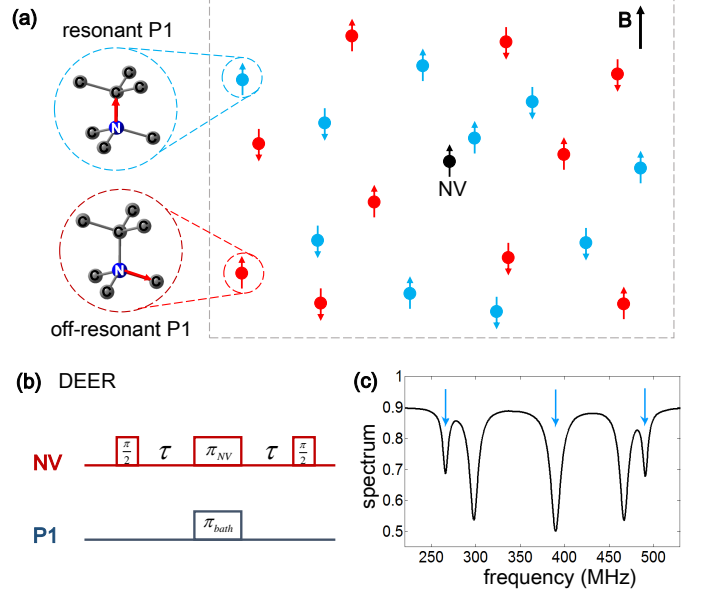 (a)
resonant P1
B
C C
C C
N
C C
C
NV
C C
C C
N
C C
C
off-resonant P1
(b) DEER
NV π/2 τ π_NV τ π/2
P1 π_bath
(c)
1
0.9
0.8
0.7
0.6
0.5
spectrum
250 300 350 400 450 500
frequency (MHz)